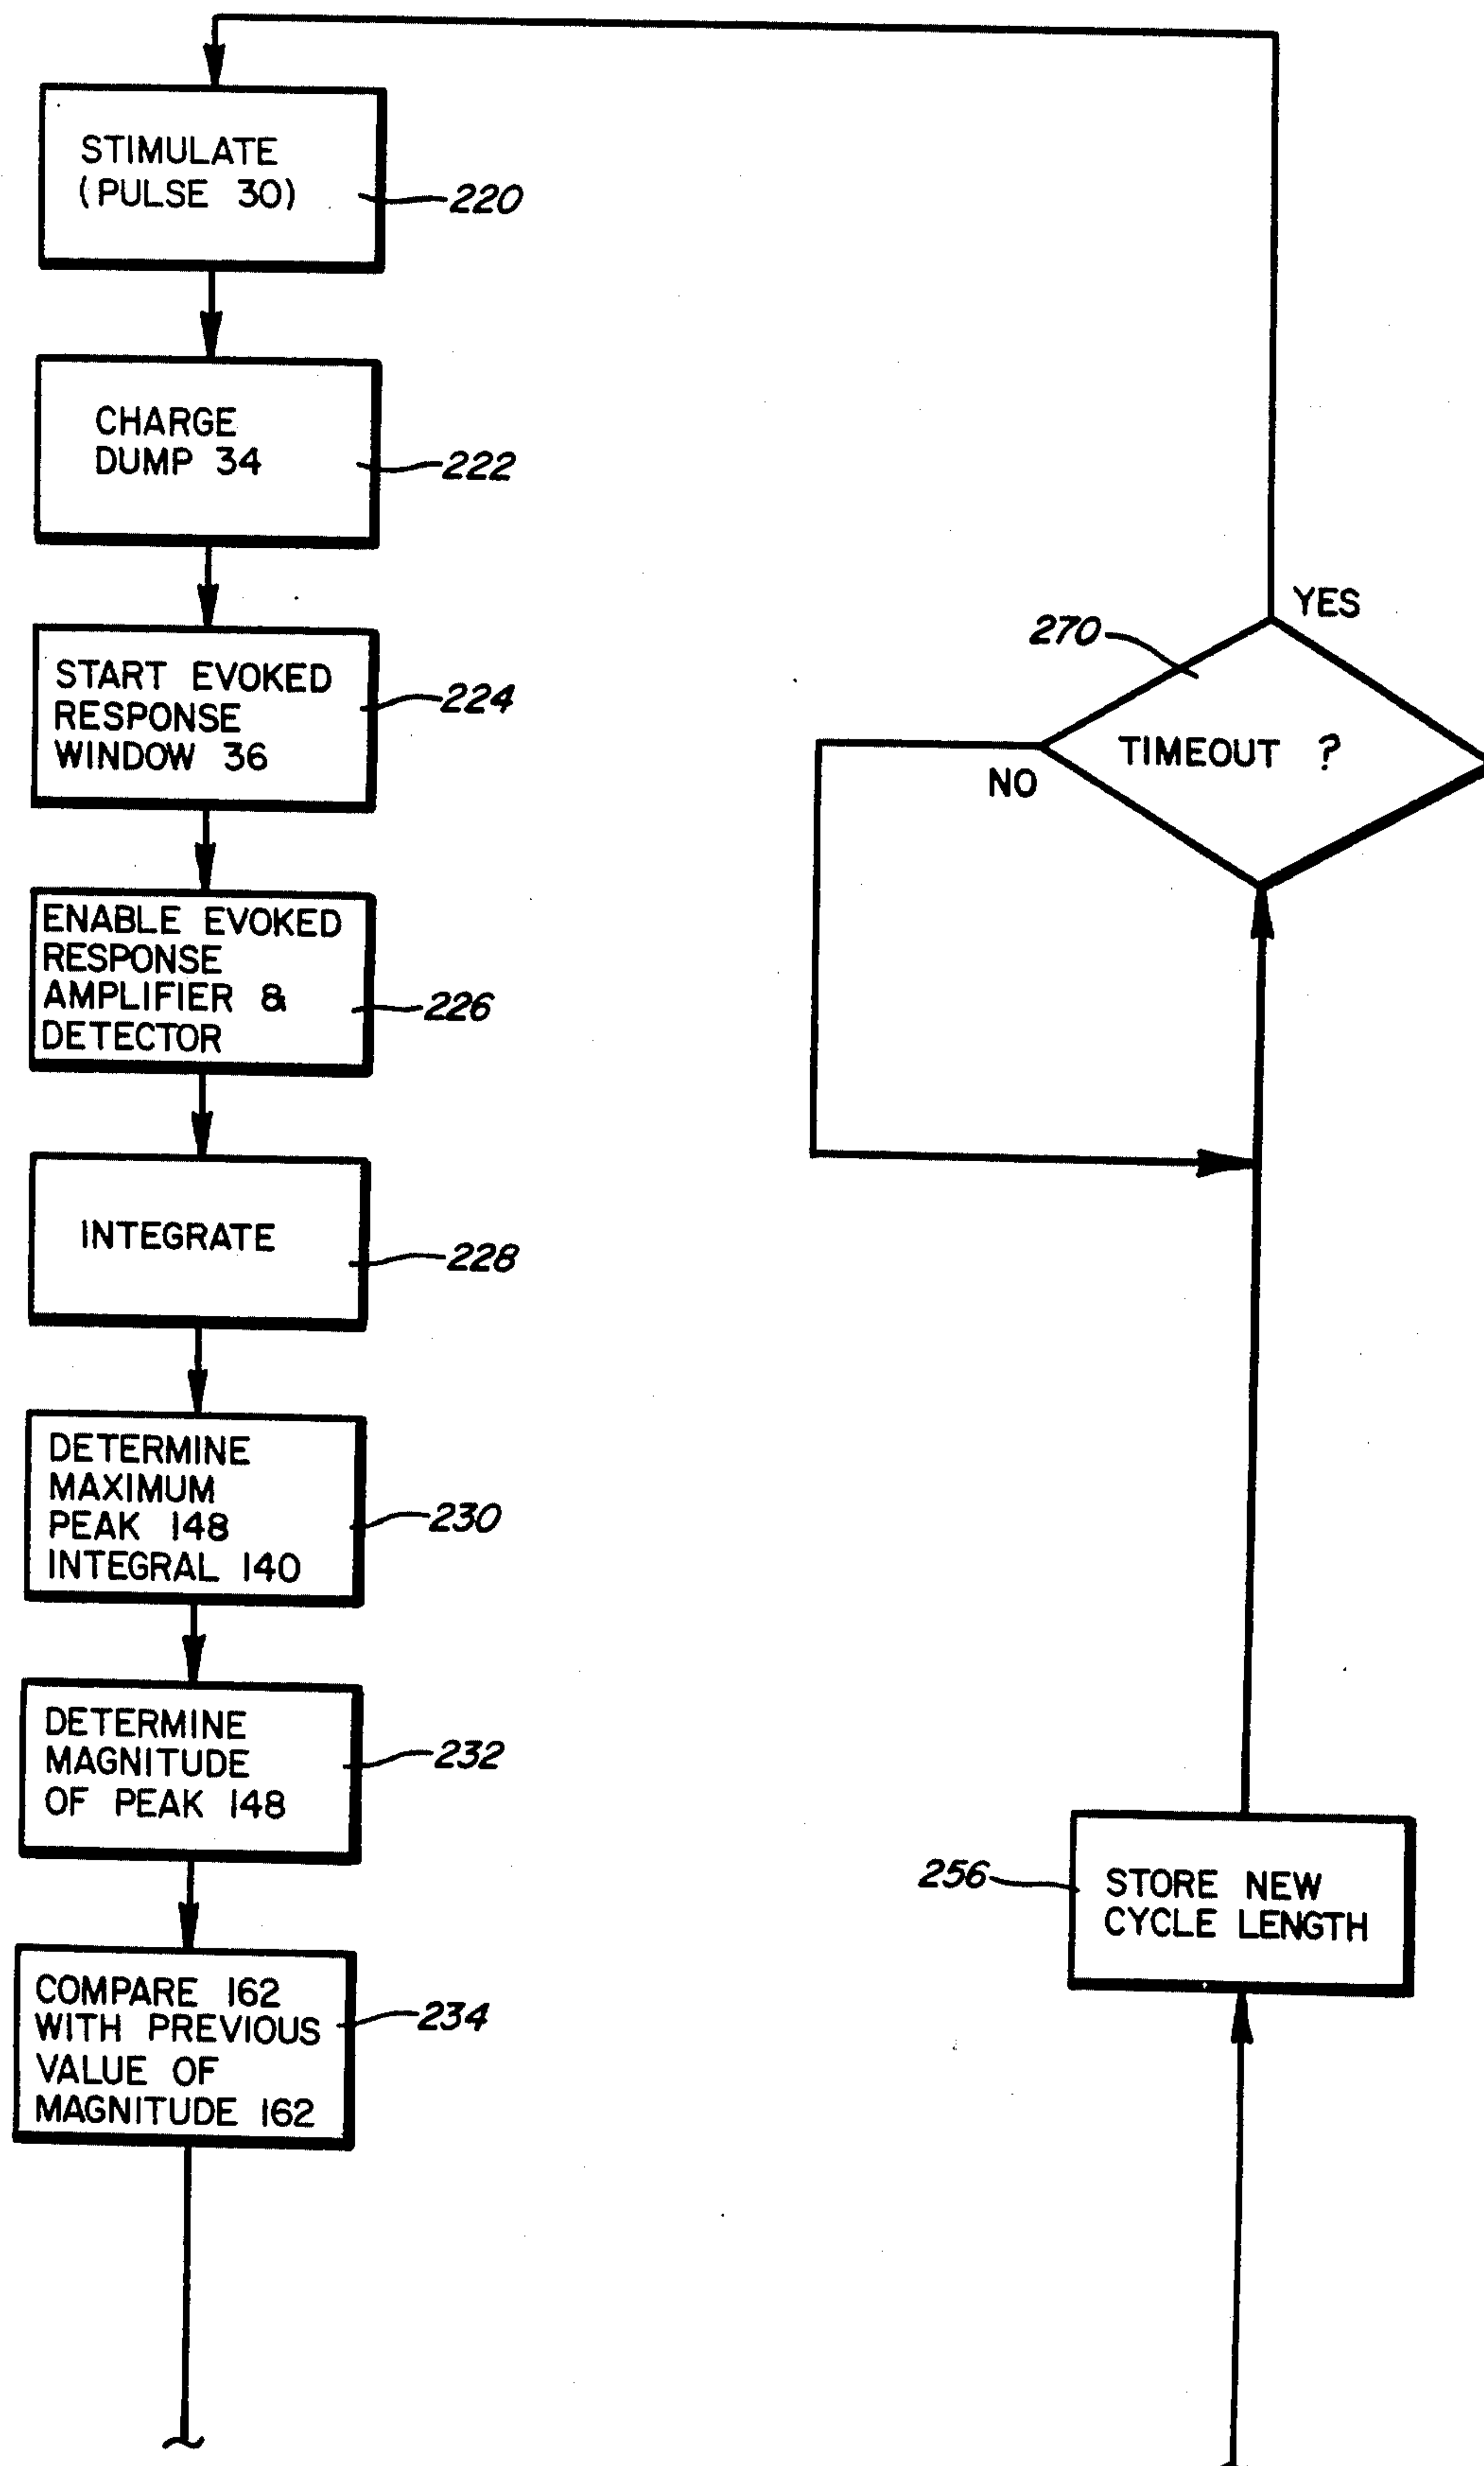 STIMULATE
(PULSE 30)
220
CHARGE
DUMP 34
222
START EVOKED
RESPONSE
WINDOW 36
224
ENABLE EVOKED
RESPONSE
AMPLIFIER &
DETECTOR
226
INTEGRATE
228
DETERMINE
MAXIMUM
PEAK 148
INTEGRAL 140
230
DETERMINE
MAGNITUDE
OF PEAK 148
232
COMPARE 162
WITH PREVIOUS
VALUE OF
MAGNITUDE 162
234
YES
270
TIMEOUT ?
NO
256
STORE NEW
CYCLE LENGTH